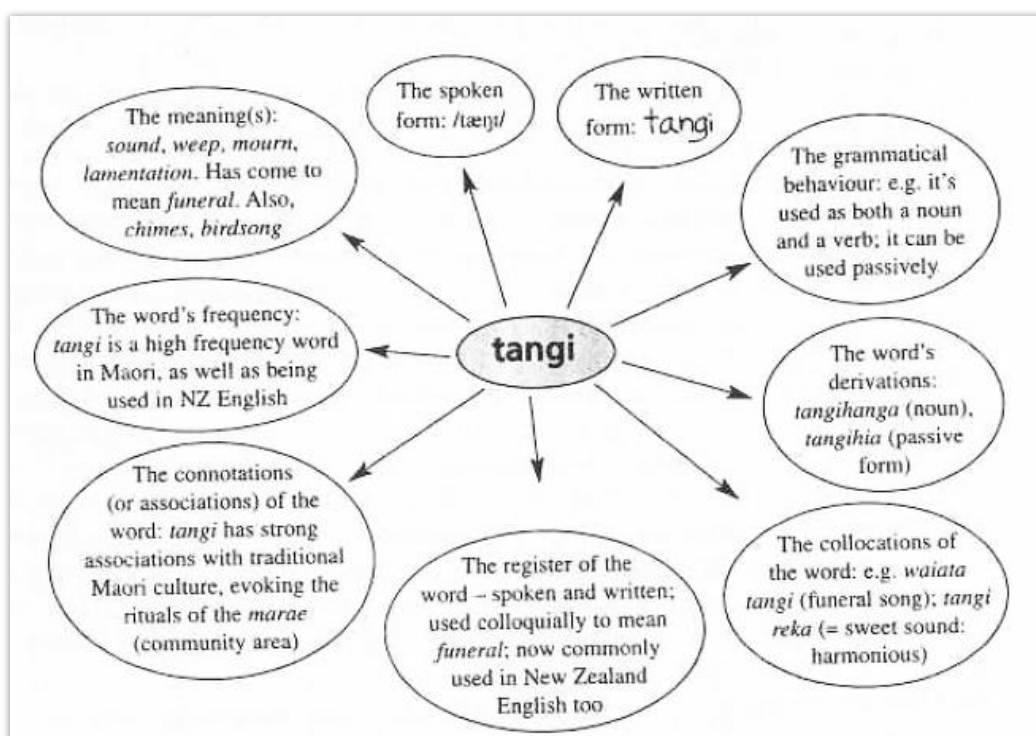 The meaning(s):
sound, weep, mourn,
lamentation. Has come to
mean funeral. Also,
chimes, birdsong
The spoken
form: /tæŋɪ/
The written
form: tangi
The grammatical
behaviour: e.g. it's
used as both a noun
and a verb; it can be
used passively
The word's frequency:
tangi is a high frequency word
in Maori, as well as being
used in NZ English
tangi
The word's
derivations:
tangihanga (noun),
tangihia (passive
form)
The connotations
(or associations) of the
word: tangi has strong
associations with traditional
Maori culture, evoking the
rituals of the marae
(community area)
The register of the
word – spoken and written;
used colloquially to mean
funeral; now commonly
used in New Zealand
English too
The collocations of
the word: e.g. waiata
tangi (funeral song); tangi
reka (= sweet sound:
harmonious)